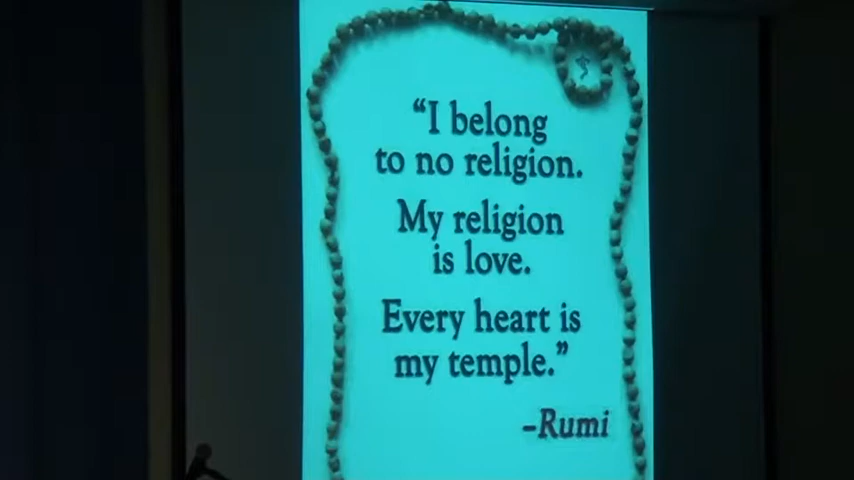 “I belong
to no religion.
My religion
is love.
Every heart is
my temple.”
–Rumi